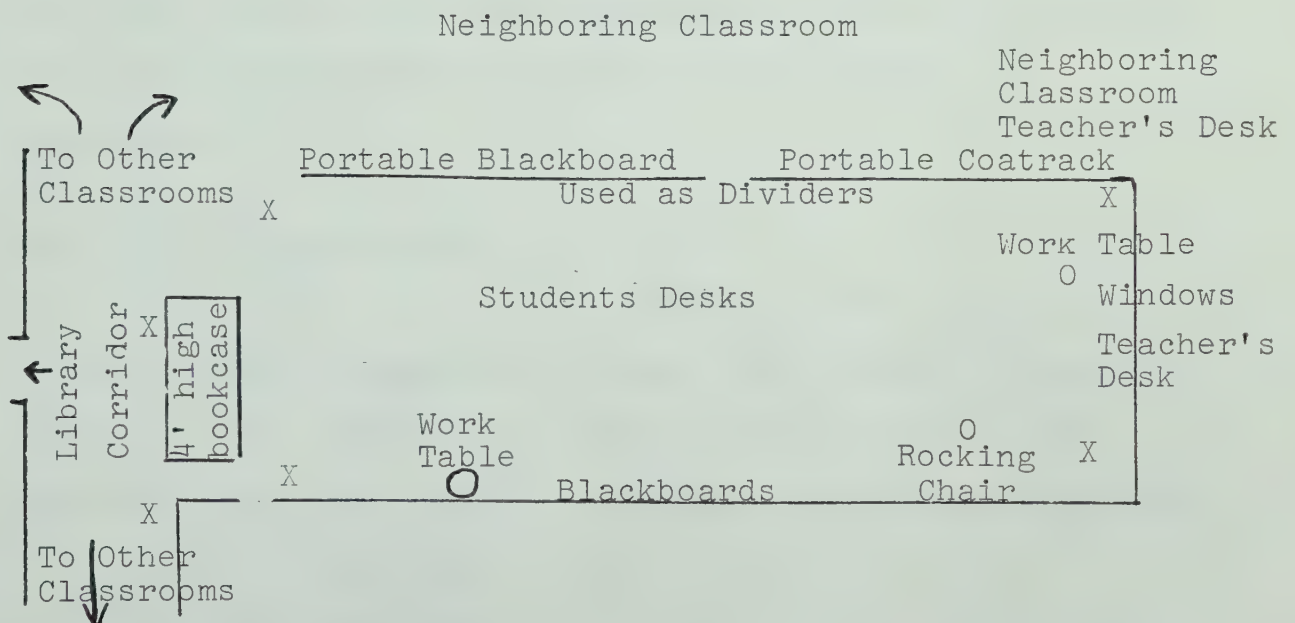 Neighboring Classroom
Neighboring
Classroom
Teacher's Desk
To Other
Classrooms
Portable Blackboard
Portable Coatrack
Used as Dividers
X
X
Work Table
O
Windows
Teacher's
Desk
Students Desks
Library
Corridor
X
4' high
bookcase
Work
Table
O
Blackboards
O
Rocking
Chair
X
X
X
To Other
Classrooms